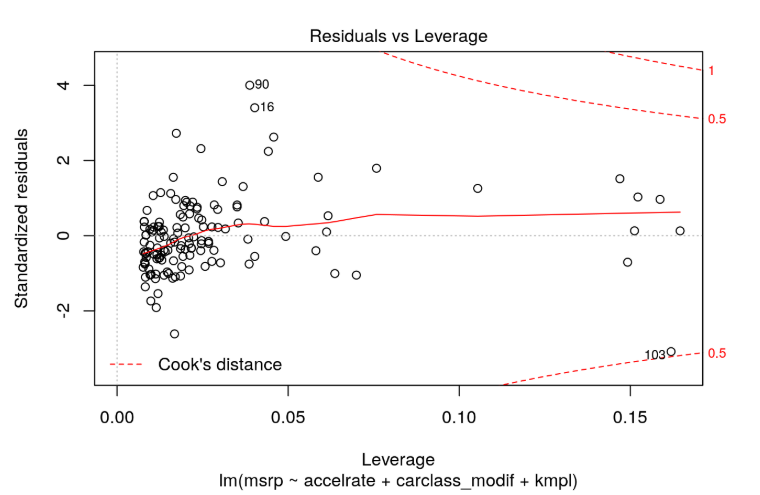 Residuals vs Leverage
Standardized residuals
4
2
0
-2
90
16
103
1
0.5
0.5
Cook's distance
0.00
0.05
0.10
0.15
Leverage
lm(msrp ~ accelrate + carclass_modif + kmpl)